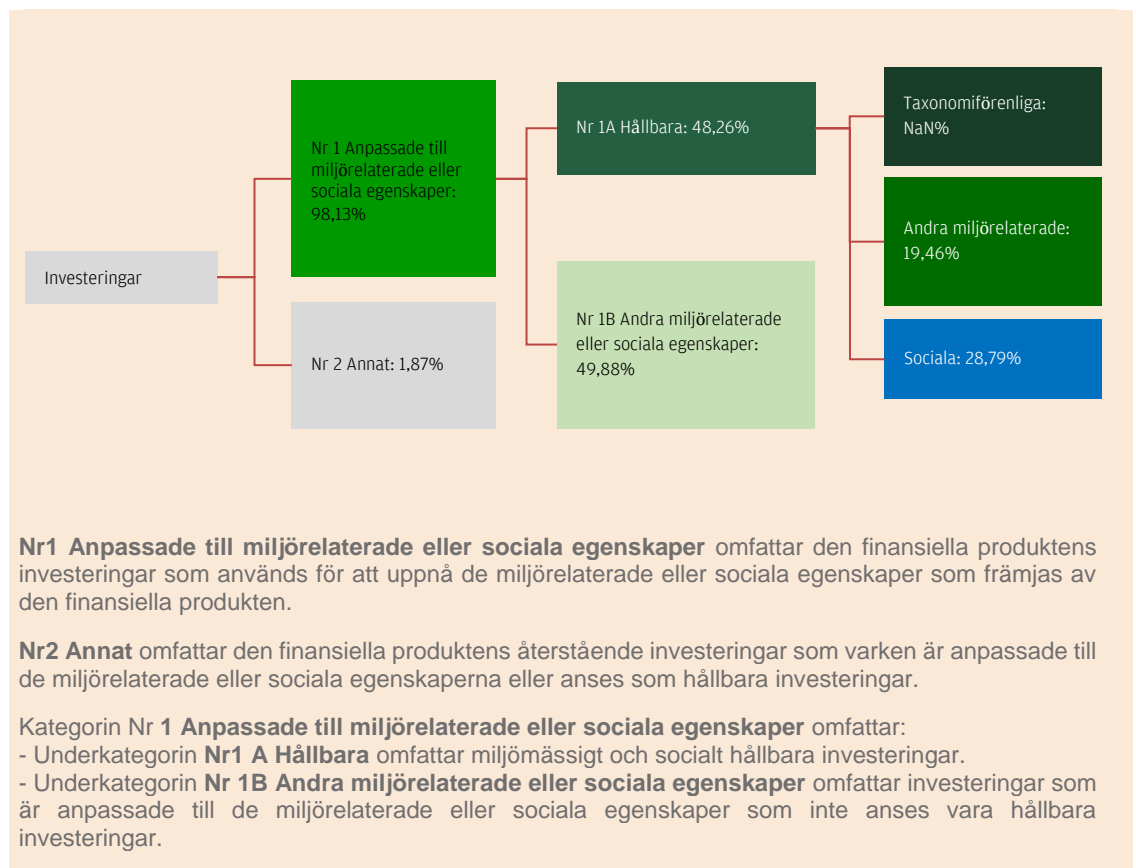 Investeringar
Nr 1 Anpassade till
miljörelaterade eller
sociala egenskaper:
98,13%
Nr 2 Annat: 1,87%
Nr 1A Hållbara: 48,26%
Nr 1B Andra miljörelaterade
eller sociala egenskaper:
49,88%
Taxonomiförenliga:
NaN%
Andra miljörelaterade:
19,46%
Sociala: 28,79%
Nr1 Anpassade till miljörelaterade eller sociala egenskaper omfattar den finansiella produktens
investeringar som används för att uppnå de miljörelaterade eller sociala egenskaper som främjas av
den finansiella produkten.
Nr2 Annat omfattar den finansiella produktens återstående investeringar som varken är anpassade till
de miljörelaterade eller sociala egenskaperna eller anses som hållbara investeringar.
Kategorin Nr 1 Anpassade till miljörelaterade eller sociala egenskaper omfattar:
- Underkategorin Nr1 A Hållbara omfattar miljömässigt och socialt hållbara investeringar.
- Underkategorin Nr 1B Andra miljörelaterade eller sociala egenskaper omfattar investeringar som
är anpassade till de miljörelaterade eller sociala egenskaper som inte anses vara hållbara
investeringar.